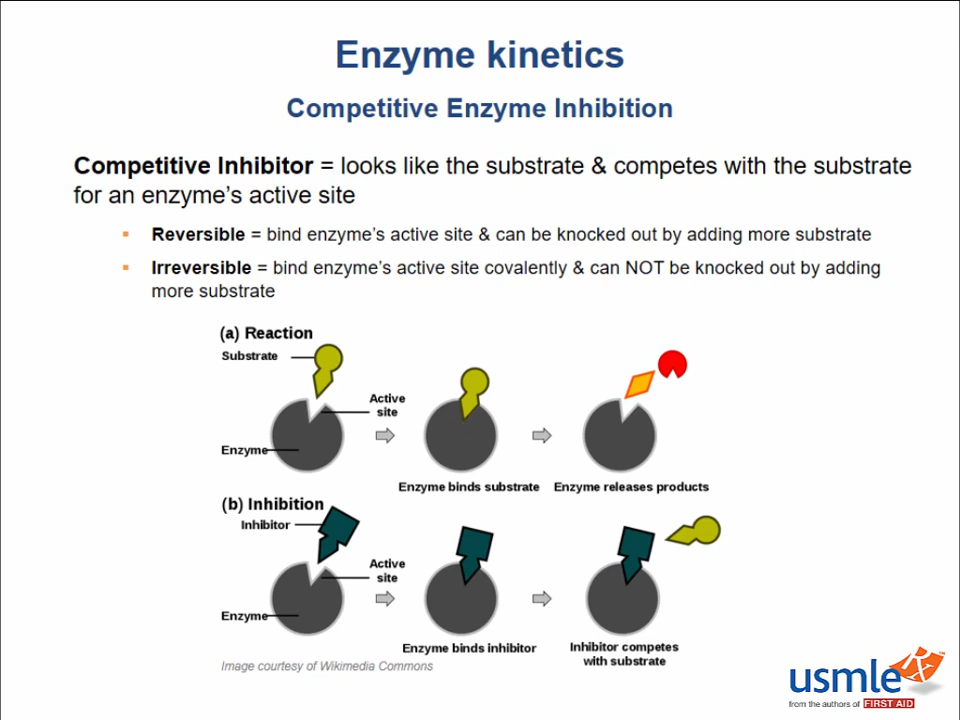 Enzyme kinetics
Competitive Enzyme Inhibition
Competitive Inhibitor = looks like the substrate & competes with the substrate
for an enzyme's active site
▪ Reversible = bind enzyme's active site & can be knocked out by adding more substrate
▪ Irreversible = bind enzyme's active site covalently & can NOT be knocked out by adding
more substrate
(a) Reaction
Substrate
Active
site
Enzyme
Enzyme binds substrate
Enzyme releases products
(b) Inhibition
Inhibitor
Active
site
Enzyme
Enzyme binds inhibitor
Inhibitor competes
with substrate
Image courtesy of Wikimedia Commons
usmle Rx
from the authors of FIRST AID